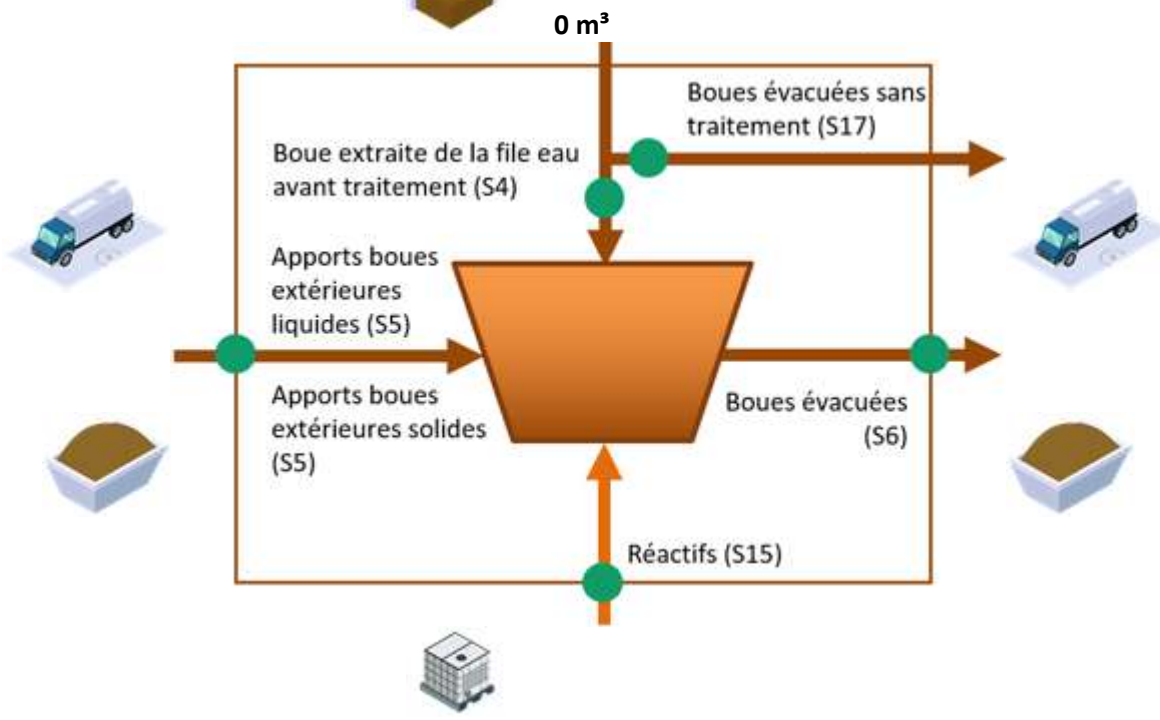 0 m³
Boues évacuées sans
traitement (S17)
Boue extraite de la file eau
avant traitement (S4)
Apports boues
extérieures
liquides (S5)
Apports boues
extérieures solides
(S5)
Boues évacuées
(S6)
Réactifs (S15)